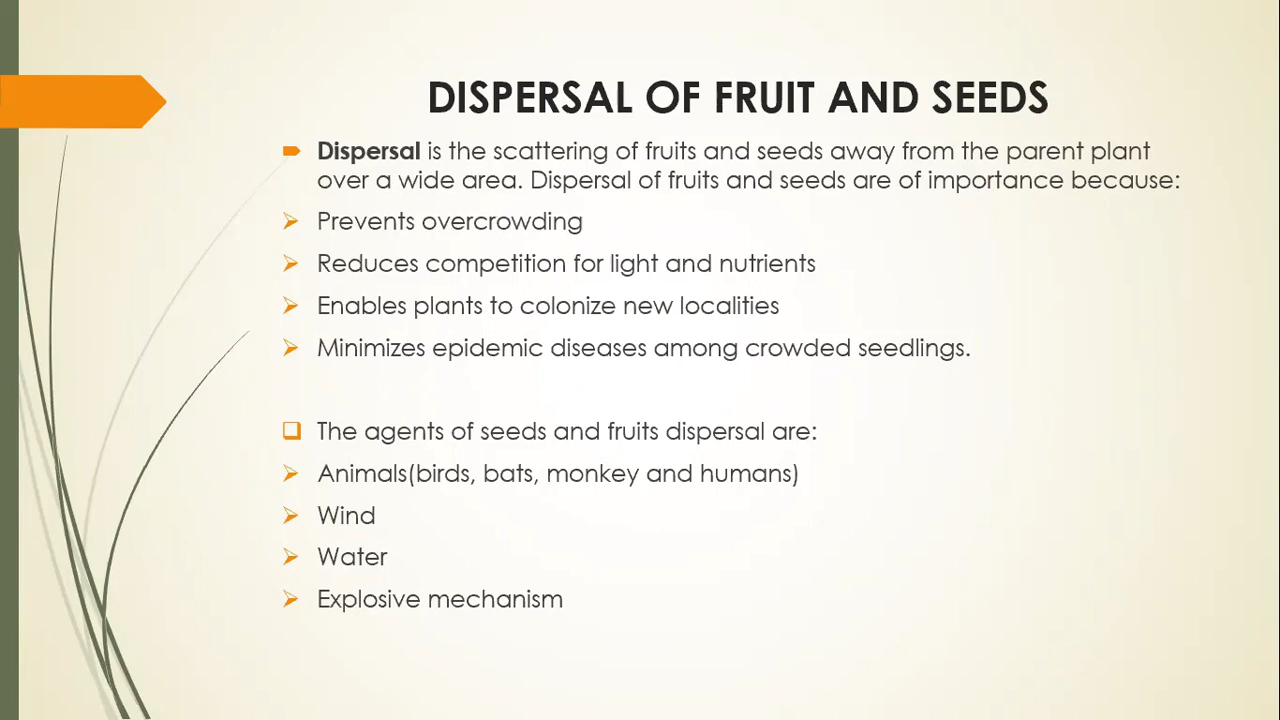 DISPERSAL OF FRUIT AND SEEDS
Dispersal is the scattering of fruits and seeds away from the parent plant
over a wide area. Dispersal of fruits and seeds are of importance because:
Prevents overcrowding
Reduces competition for light and nutrients
Enables plants to colonize new localities
Minimizes epidemic diseases among crowded seedlings.
The agents of seeds and fruits dispersal are:
Animals(birds, bats, monkey and humans)
Wind
Water
Explosive mechanism